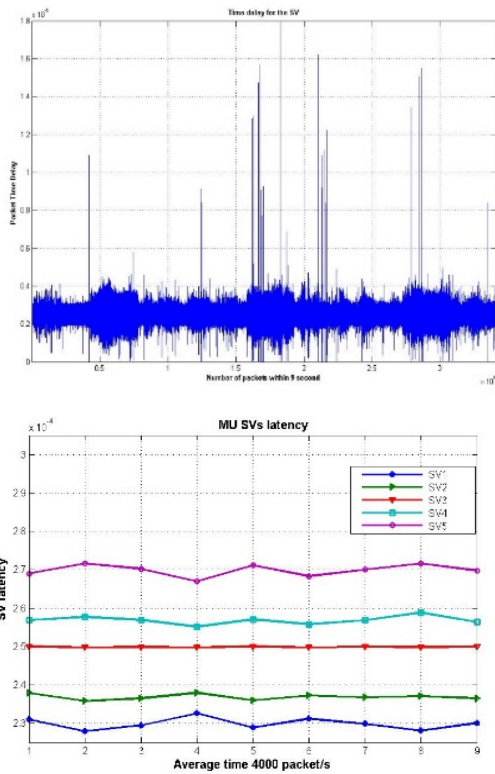 Time delay for the SV
1.8 x 10
1.6
1.4
1.2
1
0.8
0.6
0.4
0.2
0
Packet Time Delay
0.5 1 1.5 2 2.5 3
x 10
Number of packets within 9 second
MU SVs latency
x 10^-4
3
2.9
2.8
2.7
2.6
2.5
2.4
2.3
SV latency
SV1
SV2
SV3
SV4
SV5
1 2 3 4 5 6 7 8 9
Average time 4000 packet/s